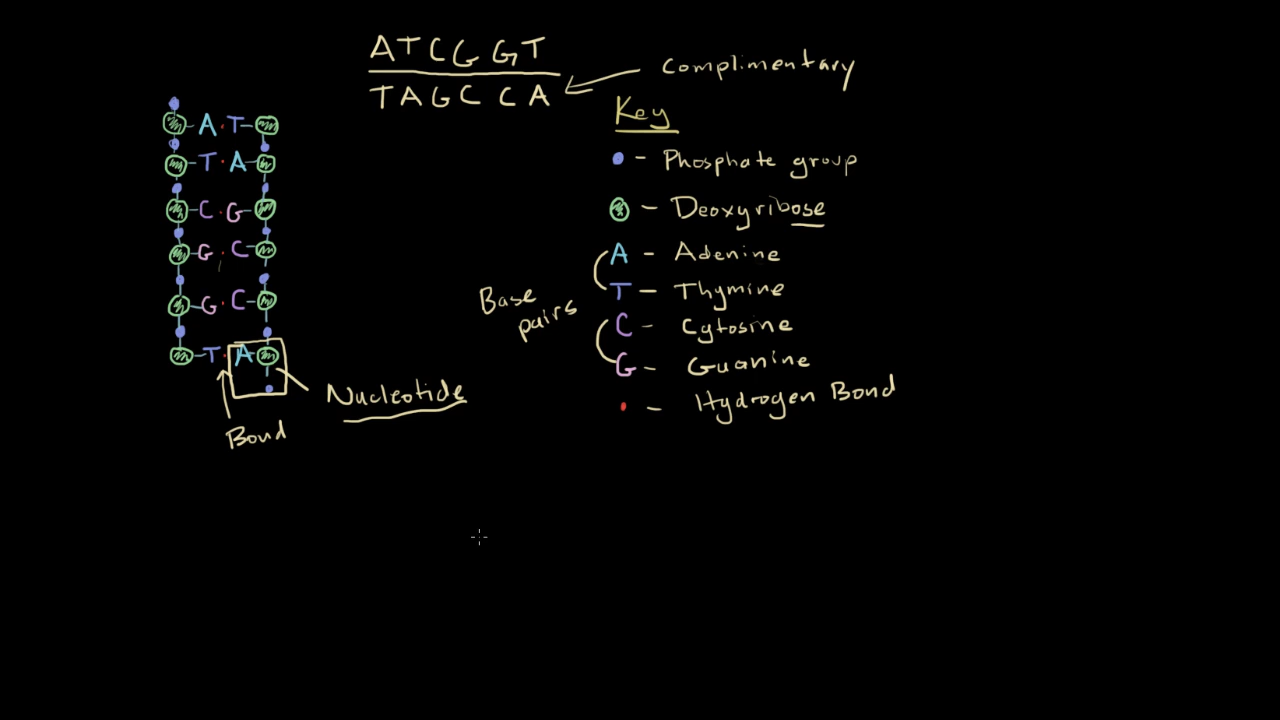 ATCGGT
TAGCCA
Complimentary
Key
- Phosphate group
- Deoxyribose
A - Adenine
T - Thymine
C - Cytosine
G - Guanine
- Hydrogen Bond
Base
pairs
A T
T A
C G
G C
G C
T A
Nucleotide
Bond